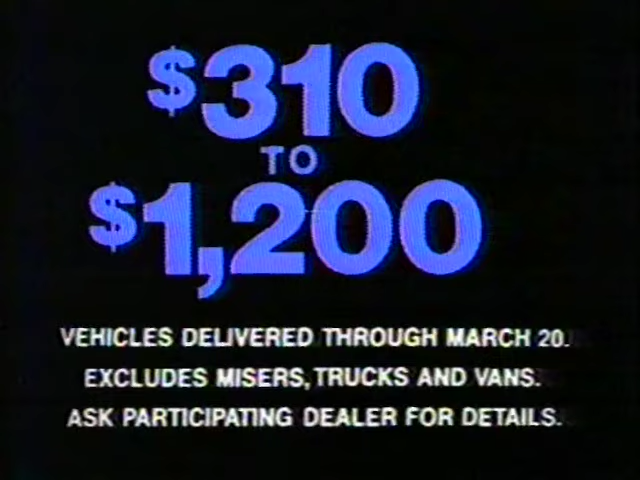 $310
TO
$1,200
VEHICLES DELIVERED THROUGH MARCH 20.
EXCLUDES MISERS, TRUCKS AND VANS.
ASK PARTICIPATING DEALER FOR DETAILS.